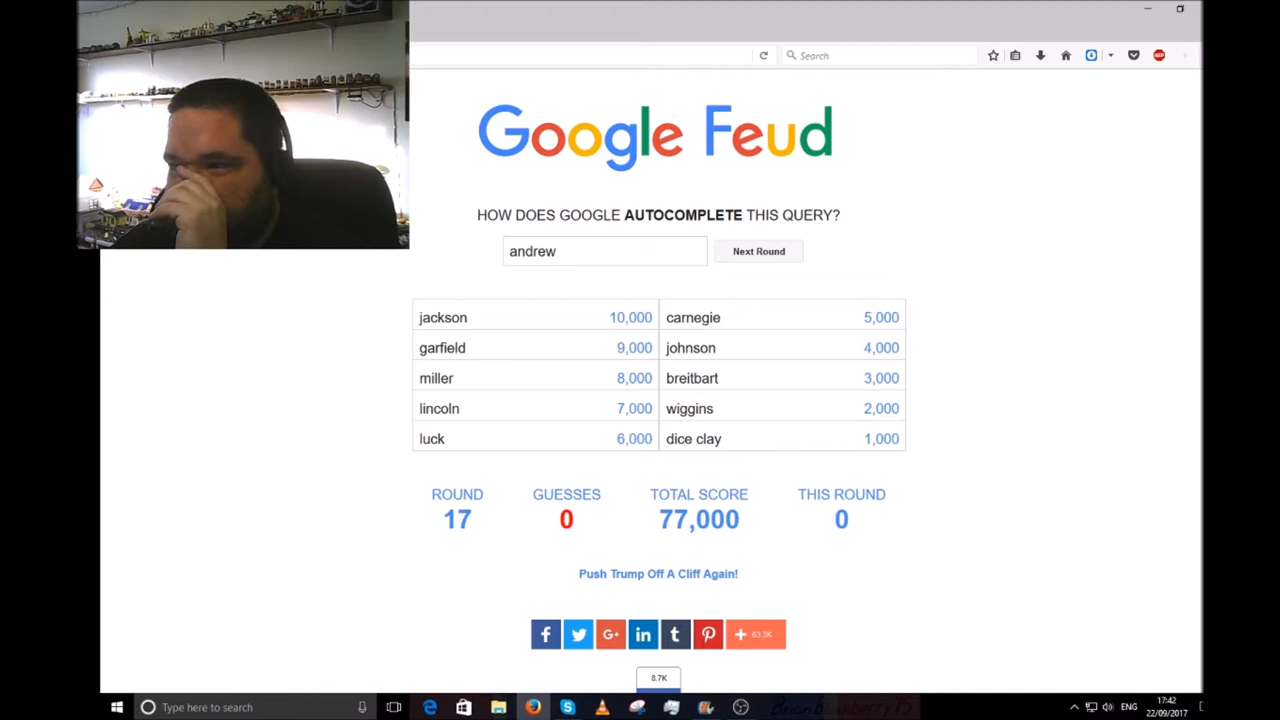 Search
Google Feud
HOW DOES GOOGLE AUTOCOMPLETE THIS QUERY?
andrew
Next Round
jackson 10,000 carnegie 5,000
garfield 9,000 johnson 4,000
miller 8,000 breitbart 3,000
lincoln 7,000 wiggins 2,000
luck 6,000 dice clay 1,000
ROUND GUESSES TOTAL SCORE THIS ROUND
17 0 77,000 0
Push Trump Off A Cliff Again!
63.3K
8.7K
Type here to search
ENG
17:42
22/09/2017